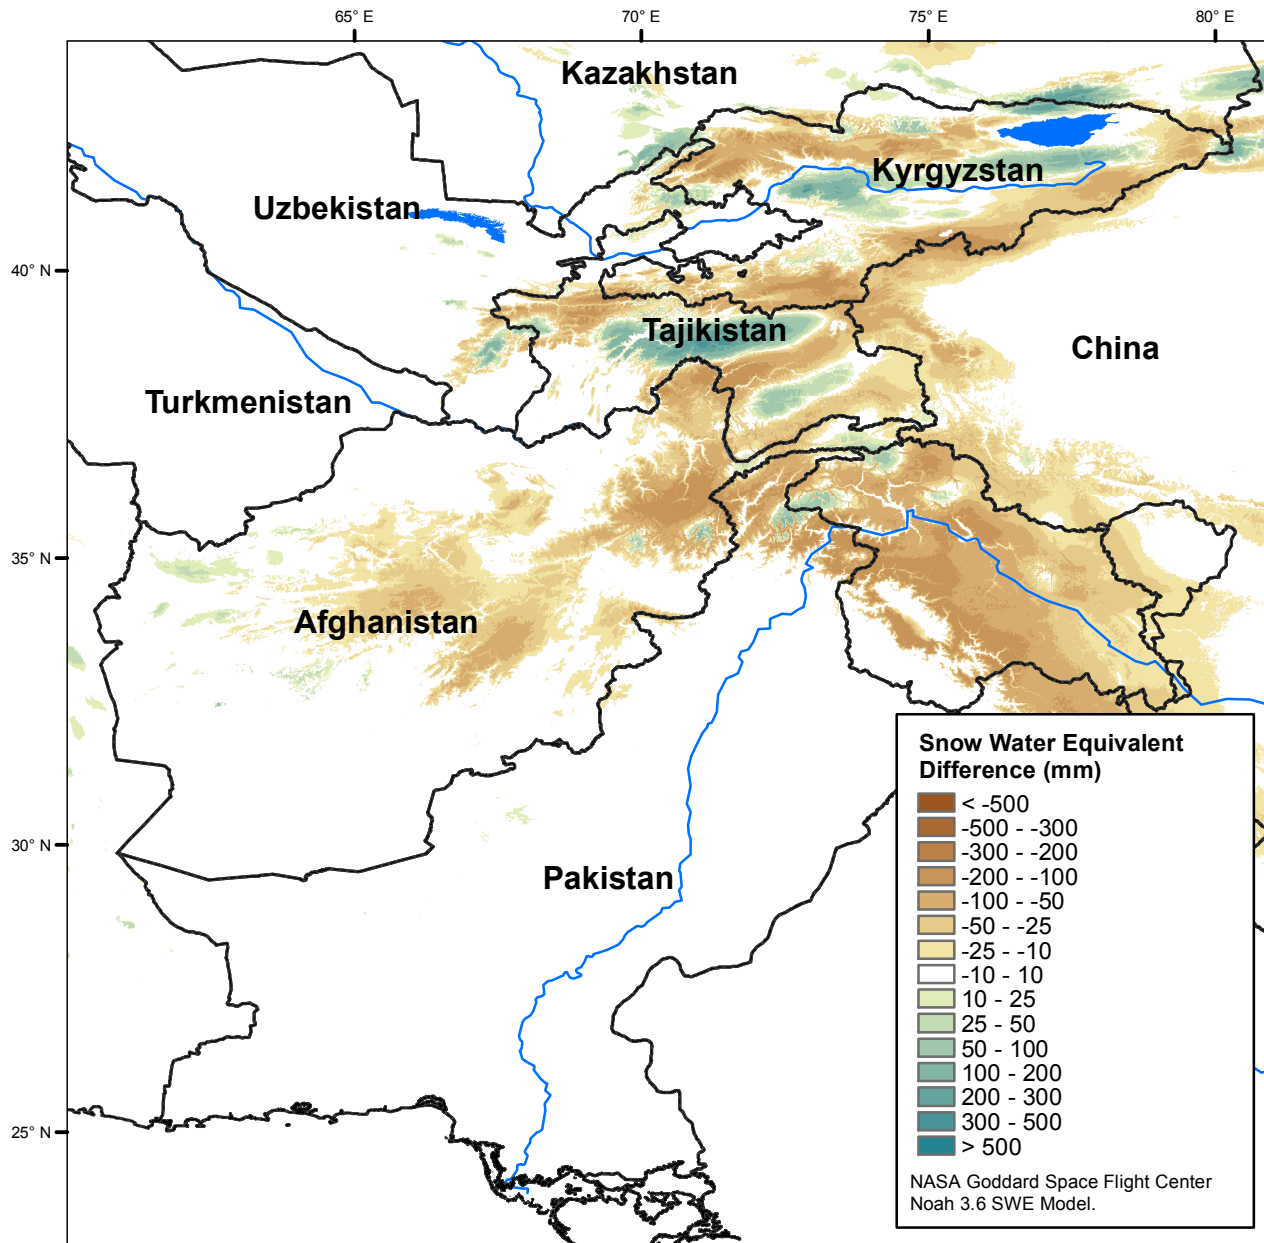 65° E
70° E
75° E
80° E
Kazakhstan
Kyrgyzstan
Uzbekistan
40° N
Tajikistan
China
Turkmenistan
35° N
Afghanistan
30° N
Pakistan
25° N
Snow Water Equivalent
Difference (mm)
< -500
-500 - -300
-300 - -200
-200 - -100
-100 - -50
-50 - -25
-25 - -10
-10 - 10
10 - 25
25 - 50
50 - 100
100 - 200
200 - 300
300 - 500
> 500
NASA Goddard Space Flight Center
Noah 3.6 SWE Model.